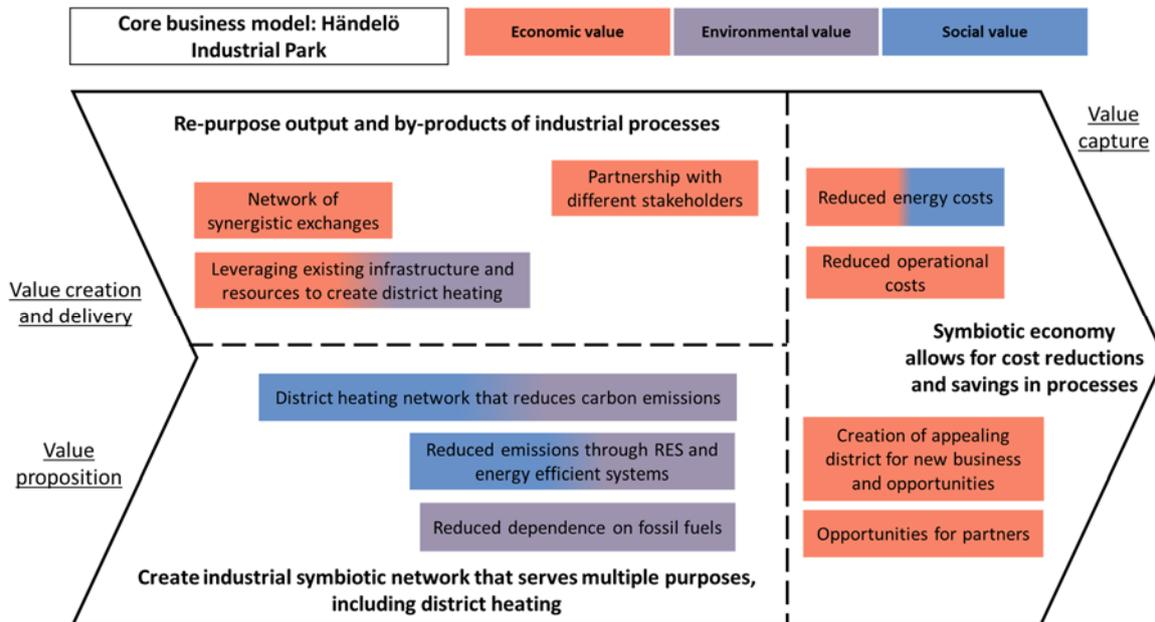 Core business model: Händelö
Industrial Park
Economic value
Environmental value
Social value
Re-purpose output and by-products of industrial processes
Value
capture
Network of
synergistic exchanges
Partnership with
different stakeholders
Reduced energy costs
Leveraging existing infrastructure and
resources to create district heating
Reduced operational
costs
Value creation
and delivery
Symbiotic economy
allows for cost reductions
and savings in processes
District heating network that reduces carbon emissions
Value
proposition
Reduced emissions through RES and
energy efficient systems
Creation of appealing
district for new business
and opportunities
Reduced dependence on fossil fuels
Opportunities for partners
Create industrial symbiotic network that serves multiple purposes,
including district heating